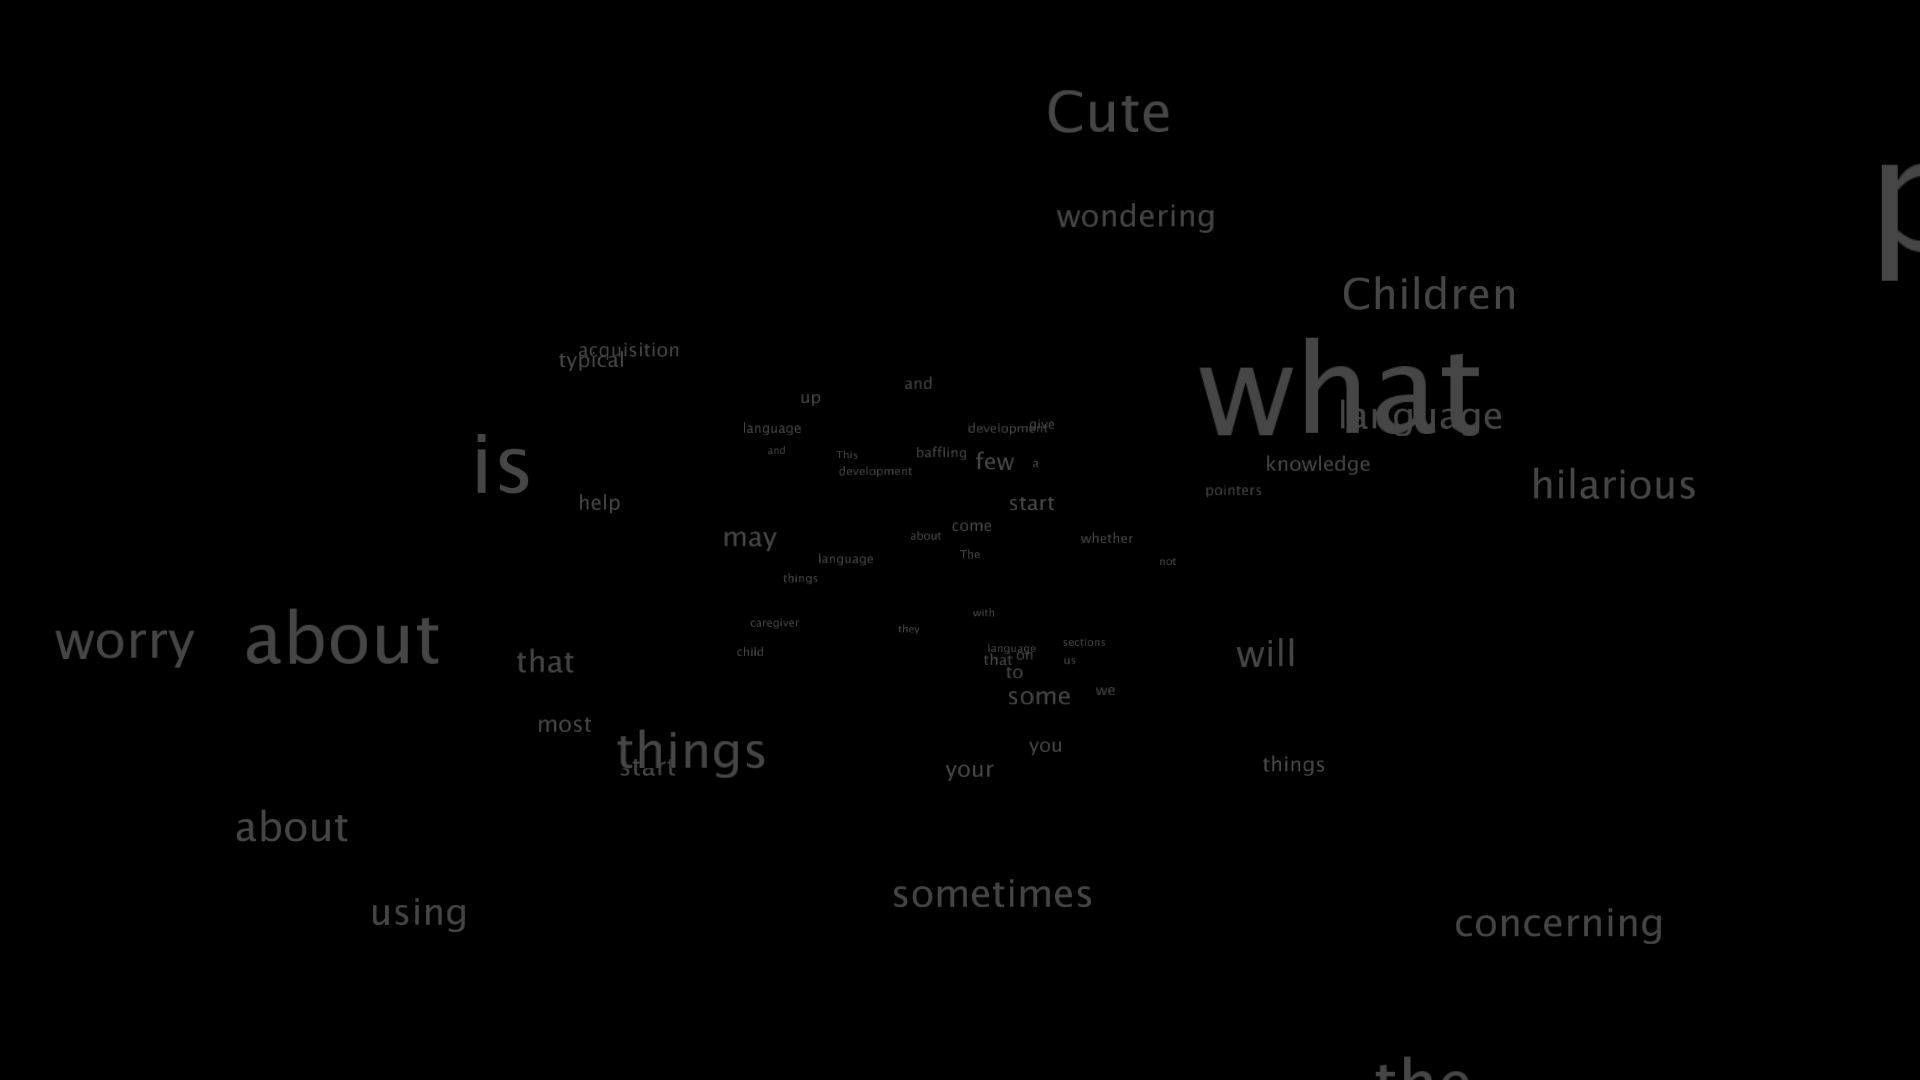 Cute
p
wondering
Children
acquisition
typical
what
and
up
language
give
development
language
and
This
baffling
few
a
knowledge
is
development
hilarious
pointers
help
start
come
may
about
whether
The
language
not
things
with
caregiver
they
worry
about
sections
language
child
will
on
that
that
us
to
we
some
most
you
things
things
start
your
about
sometimes
using
concerning
the